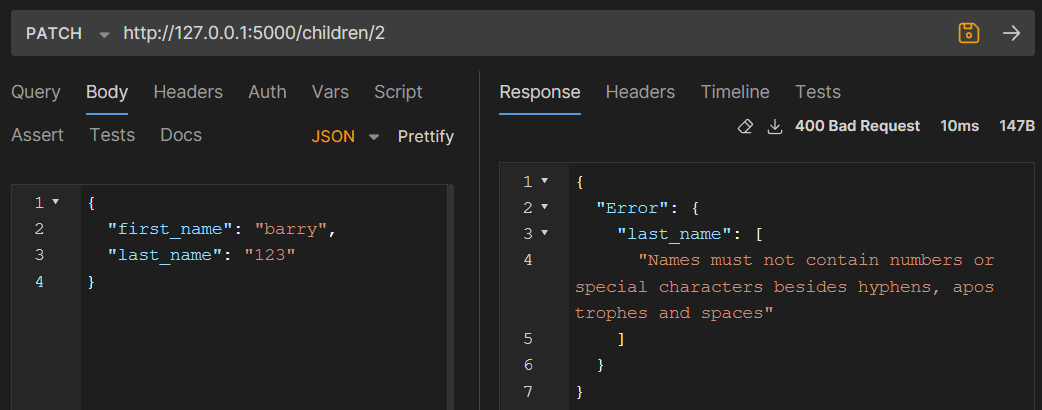 PATCH http://127.0.0.1:5000/children/2
Query Body Headers Auth Vars Script
Assert Tests Docs JSON Prettify
1 {
2 "first_name": "barry",
3 "last_name": "123"
4 }
Response Headers Timeline Tests
400 Bad Request 10ms 147B
1 {
2 "Error": {
3 "last_name": [
4 "Names must not contain numbers or
special characters besides hyphens, apos
trophes and spaces"
5 ]
6 }
7 }